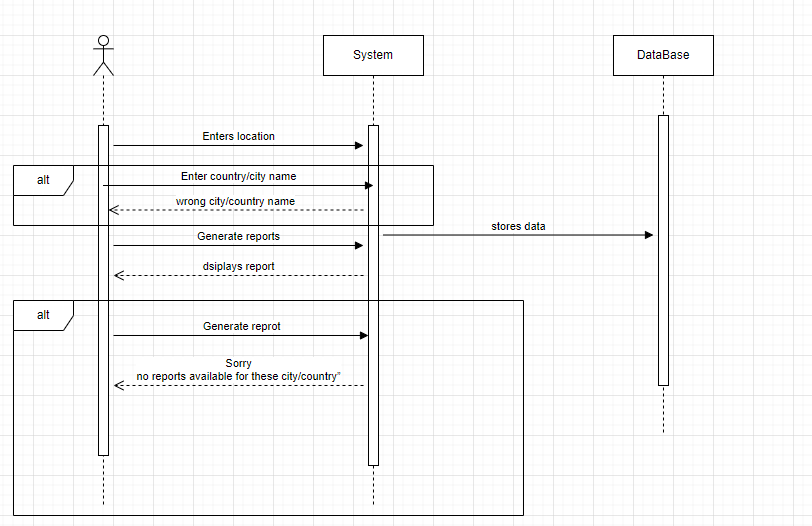 System
DataBase
Enters location
alt
Enter country/city name
wrong city/country name
stores data
Generate reports
dsiplays report
alt
Generate reprot
Sorry
no reports available for these city/country”